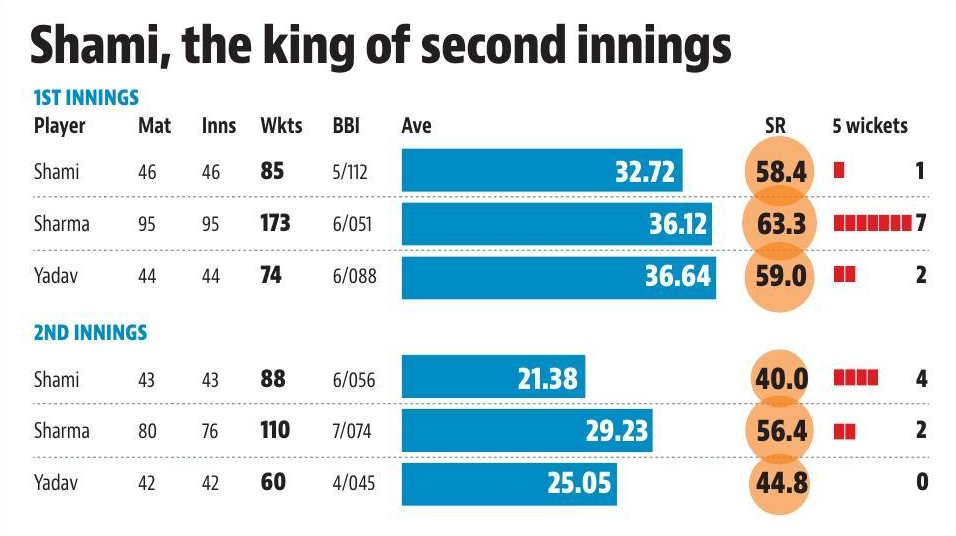 Shami, the king of second innings
1ST INNINGS
Player Mat Inns Wkts BBI Ave SR 5 wickets
Shami 46 46 85 5/112 32.72 58.4 1
Sharma 95 95 173 6/051 36.12 63.3 7
Yadav 44 44 74 6/088 36.64 59.0 2
2ND INNINGS
Shami 43 43 88 6/056 21.38 40.0 4
Sharma 80 76 110 7/074 29.23 56.4 2
Yadav 42 42 60 4/045 25.05 44.8 0